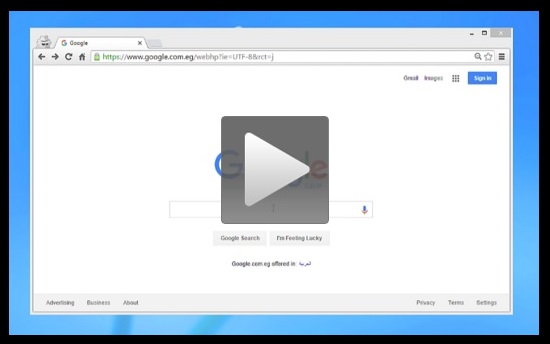 Google
https://www.google.com.eg/webhp?ie=UTF-8&rct=j
Gmail Images
Sign in
Google Search I'm Feeling Lucky
Google.com.eg offered in: العربية
Advertising Business About Privacy Terms Settings